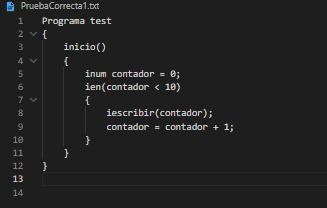 PruebaCorrecta1.txt
1 Programa test
2 {
3 inicio()
4 {
5 inum contador = 0;
6 ien(contador < 10)
7 {
8 iescribir(contador);
9 contador = contador + 1;
10 }
11 }
12 }
13
14